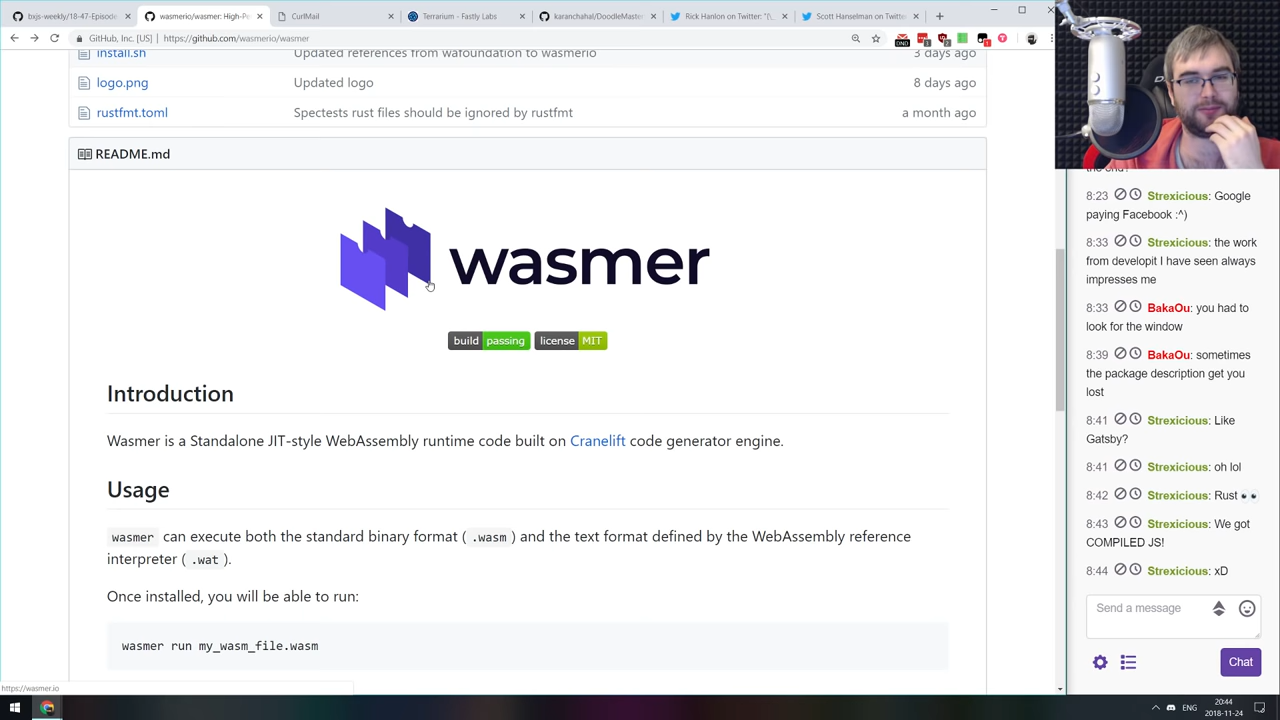 bxjs-weekly/18-47-Episode
wasmerio/wasmer: High-Pe
CurlMail
Terrarium - Fastly Labs
karanchahal/DoodleMaster
Rick Hanlon on Twitter: "(\
Scott Hanselman on Twitter
GitHub, Inc. [US]
https://github.com/wasmerio/wasmer
install.sh
Updated references from wafoundation to wasmerio
3 days ago
logo.png
Updated logo
8 days ago
rustfmt.toml
Spectests rust files should be ignored by rustfmt
a month ago
README.md
wasmer
build passing
license MIT
Introduction
Wasmer is a Standalone JIT-style WebAssembly runtime code built on Cranelift code generator engine.
Usage
wasmer can execute both the standard binary format ( .wasm ) and the text format defined by the WebAssembly reference
interpreter ( .wat ).
Once installed, you will be able to run:
wasmer run my_wasm_file.wasm
https://wasmer.io
the end?
8:23 Strexicious: Google
paying Facebook :^)
8:33 Strexicious: the work
from developit I have seen always
impresses me
8:33 BakaOu: you had to
look for the window
8:39 BakaOu: sometimes
the package description get you
lost
8:41 Strexicious: Like
Gatsby?
8:41 Strexicious: oh lol
8:42 Strexicious: Rust 👀
8:43 Strexicious: We got
COMPILED JS!
8:44 Strexicious: xD
Send a message
Chat
ENG
20:44
2018-11-24